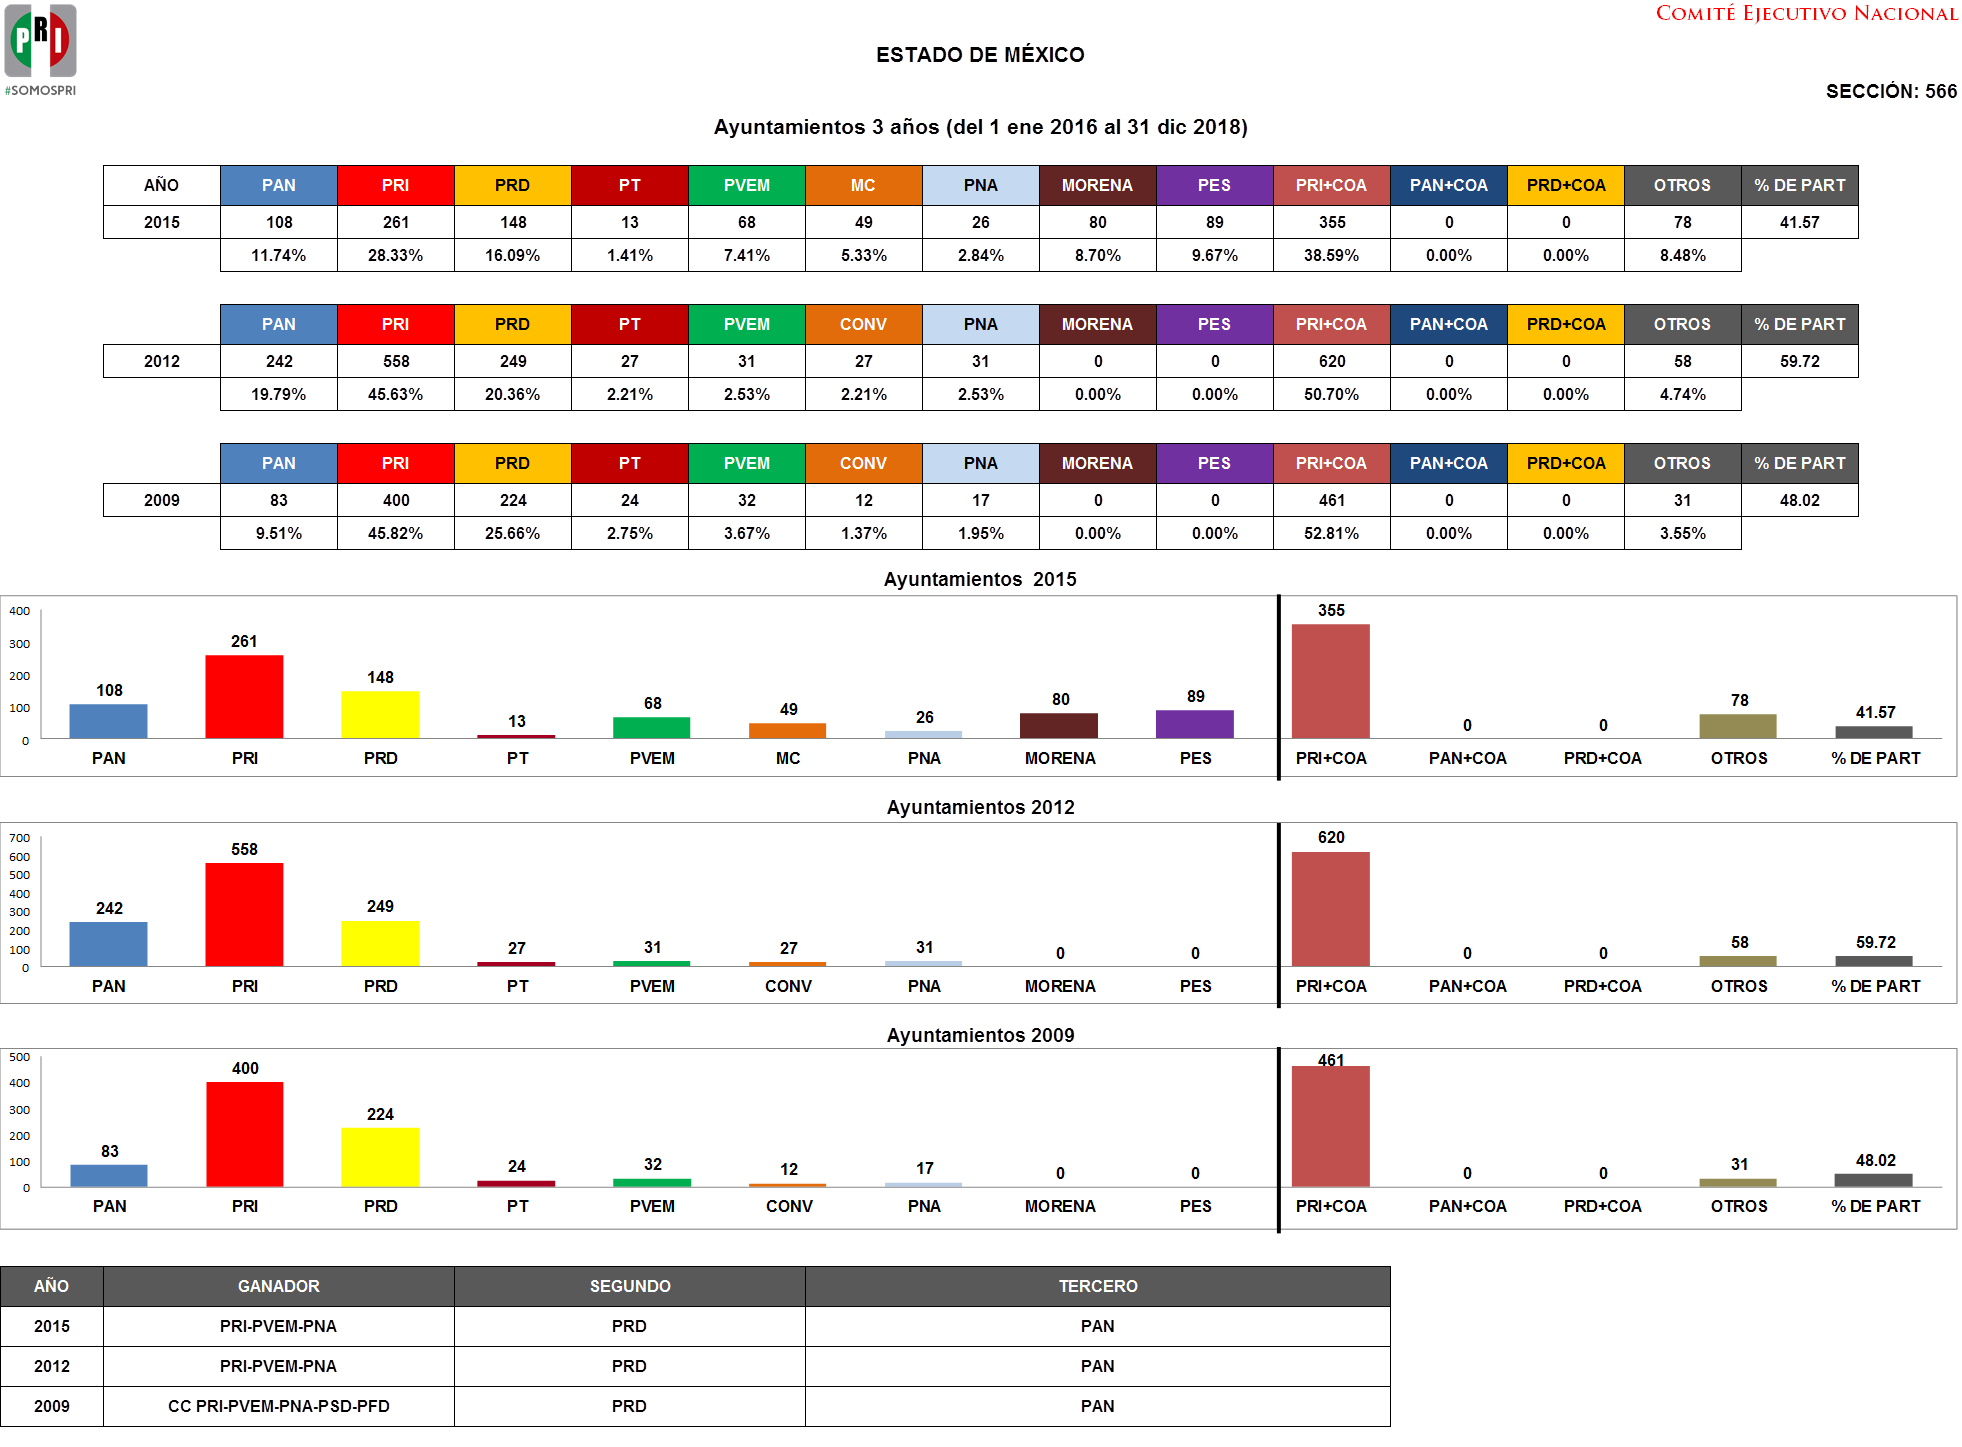 PRI
#SOMOSPRI
COMITÉ EJECUTIVO NACIONAL
ESTADO DE MÉXICO
SECCIÓN: 566
Ayuntamientos 3 años (del 1 ene 2016 al 31 dic 2018)
AÑO PAN PRI PRD PT PVEM MC PNA MORENA PES PRI+COA PAN+COA PRD+COA OTROS % DE PART
2015 108 261 148 13 68 49 26 80 89 355 0 0 78 41.57
11.74% 28.33% 16.09% 1.41% 7.41% 5.33% 2.84% 8.70% 9.67% 38.59% 0.00% 0.00% 8.48%
PAN PRI PRD PT PVEM CONV PNA MORENA PES PRI+COA PAN+COA PRD+COA OTROS % DE PART
2012 242 558 249 27 31 27 31 0 0 620 0 0 58 59.72
19.79% 45.63% 20.36% 2.21% 2.53% 2.21% 2.53% 0.00% 0.00% 50.70% 0.00% 0.00% 4.74%
PAN PRI PRD PT PVEM CONV PNA MORENA PES PRI+COA PAN+COA PRD+COA OTROS % DE PART
2009 83 400 224 24 32 12 17 0 0 461 0 0 31 48.02
9.51% 45.82% 25.66% 2.75% 3.67% 1.37% 1.95% 0.00% 0.00% 52.81% 0.00% 0.00% 3.55%
Ayuntamientos 2015
400
300
200
100
0
108 261 148 13 68 49 26 80 89 355 0 0 78 41.57
PAN PRI PRD PT PVEM MC PNA MORENA PES PRI+COA PAN+COA PRD+COA OTROS % DE PART
Ayuntamientos 2012
700
600
500
400
300
200
100
0
242 558 249 27 31 27 31 0 0 620 0 0 58 59.72
PAN PRI PRD PT PVEM CONV PNA MORENA PES PRI+COA PAN+COA PRD+COA OTROS % DE PART
Ayuntamientos 2009
500
400
300
200
100
0
83 400 224 24 32 12 17 0 0 461 0 0 31 48.02
PAN PRI PRD PT PVEM CONV PNA MORENA PES PRI+COA PAN+COA PRD+COA OTROS % DE PART
AÑO GANADOR SEGUNDO TERCERO
2015 PRI-PVEM-PNA PRD PAN
2012 PRI-PVEM-PNA PRD PAN
2009 CC PRI-PVEM-PNA-PSD-PFD PRD PAN